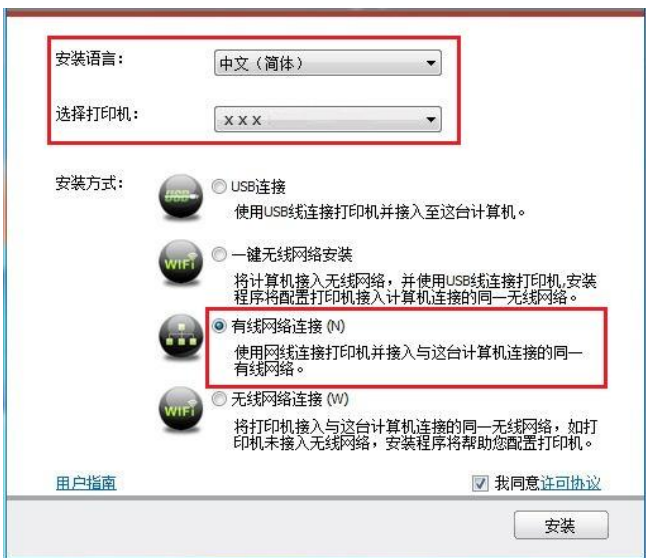 安装语言： 中文（简体）
选择打印机： xxx
安装方式： USB连接
使用USB线连接打印机并接入至这台计算机。
一键无线网络安装
将计算机接入无线网络，并使用USB线连接打印机,安装
程序将配置打印机接入计算机连接的同一无线网络。
有线网络连接 (N)
使用网线连接打印机并接入与这台计算机连接的同一
有线网络。
无线网络连接 (W)
将打印机接入与这台计算机连接的同一无线网络，如打
印机未接入无线网络，安装程序将帮助您配置打印机。
USB
WiFi
WiFi
用户指南 我同意许可协议
安装